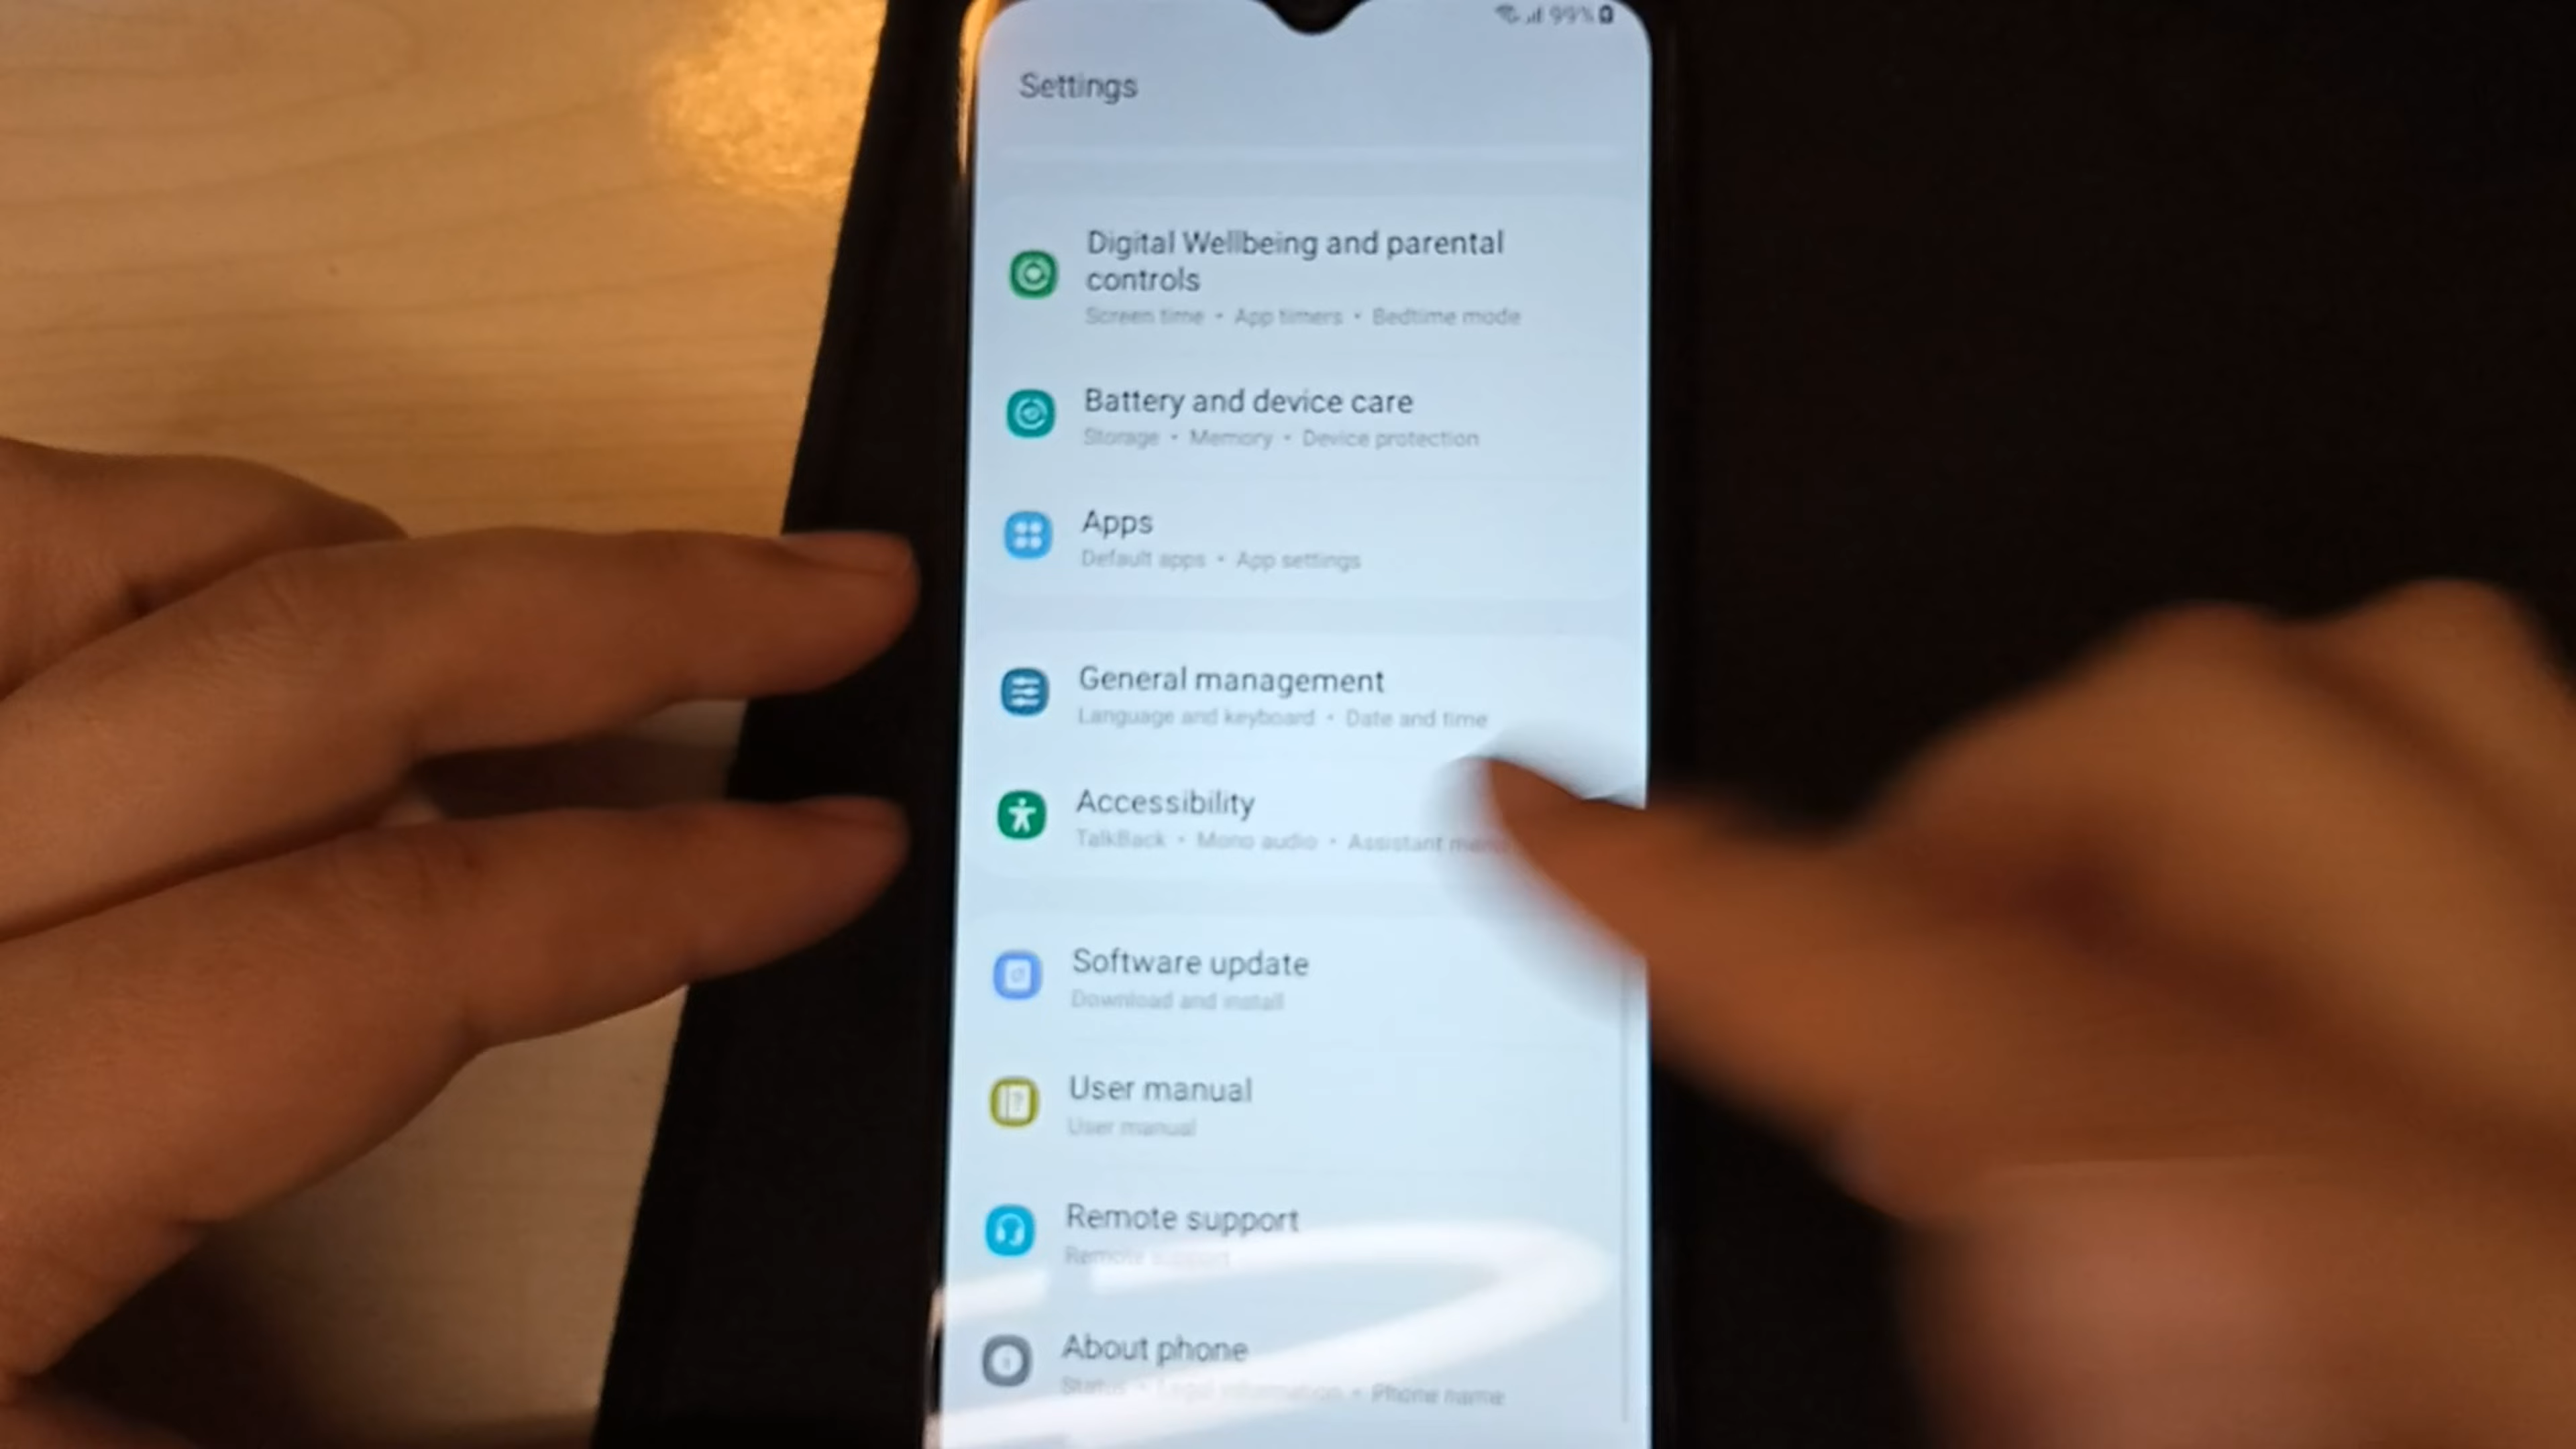 99%
Settings
Digital Wellbeing and parental
controls
Screen time • App timers • Bedtime mode
Battery and device care
Storage • Memory • Device protection
Apps
Default apps • App settings
General management
Language and keyboard • Date and time
Accessibility
TalkBack • Mono audio • Assistant menu
Software update
Download and install
User manual
User manual
Remote support
Remote support
About phone
Status • Legal information • Phone name